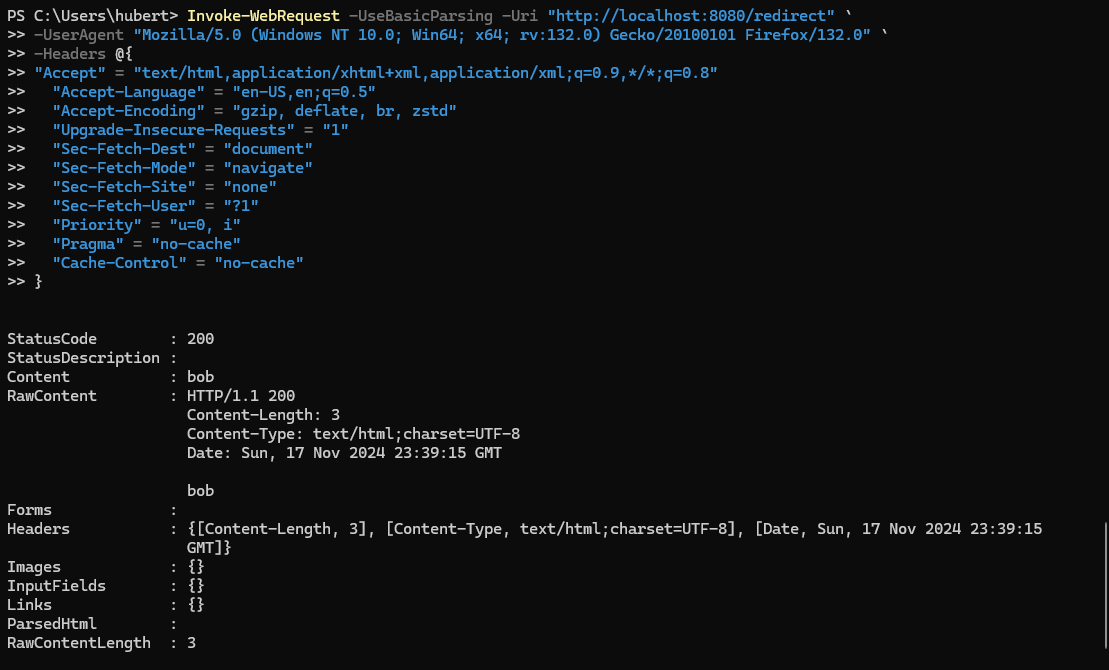 PS C:\Users\hubert> Invoke-WebRequest -UseBasicParsing -Uri "http://localhost:8080/redirect" `
>> -UserAgent "Mozilla/5.0 (Windows NT 10.0; Win64; x64; rv:132.0) Gecko/20100101 Firefox/132.0" `
>> -Headers @{
>> "Accept" = "text/html,application/xhtml+xml,application/xml;q=0.9,*/*;q=0.8"
>>   "Accept-Language" = "en-US,en;q=0.5"
>>   "Accept-Encoding" = "gzip, deflate, br, zstd"
>>   "Upgrade-Insecure-Requests" = "1"
>>   "Sec-Fetch-Dest" = "document"
>>   "Sec-Fetch-Mode" = "navigate"
>>   "Sec-Fetch-Site" = "none"
>>   "Sec-Fetch-User" = "?1"
>>   "Priority" = "u=0, i"
>>   "Pragma" = "no-cache"
>>   "Cache-Control" = "no-cache"
>> }
StatusCode        : 200
StatusDescription :
Content           : bob
RawContent        : HTTP/1.1 200
                    Content-Length: 3
                    Content-Type: text/html;charset=UTF-8
                    Date: Sun, 17 Nov 2024 23:39:15 GMT
                    bob
Forms             :
Headers           : {[Content-Length, 3], [Content-Type, text/html;charset=UTF-8], [Date, Sun, 17 Nov 2024 23:39:15
                    GMT]}
Images            : {}
InputFields       : {}
Links             : {}
ParsedHtml        :
RawContentLength  : 3